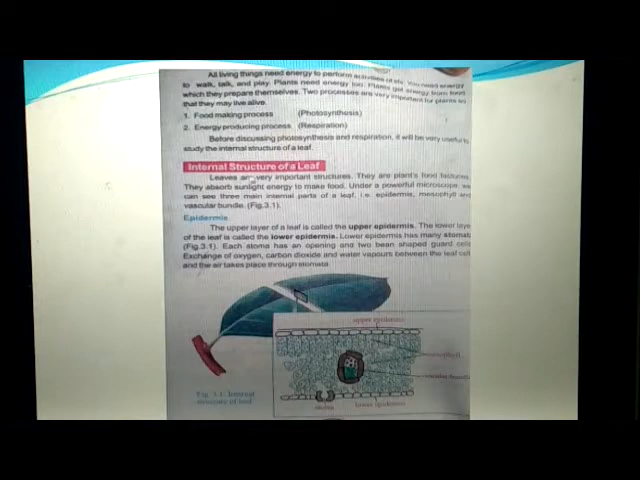 All living things need energy to perform activities of life. You need energy
to walk, talk, and play. Plants need energy too. Plants get energy from food
which they prepare themselves. Two processes are very important for plants so
that they may live alive.
1. Food making process (Photosynthesis)
2. Energy producing process (Respiration)
Before discussing photosynthesis and respiration, it will be very useful to
study the internal structure of a leaf.
Internal Structure of a Leaf
Leaves are very important structures. They are plant's food factories.
They absorb sunlight energy to make food. Under a powerful microscope, we
can see three main internal parts of a leaf, i.e. epidermis, mesophyll and
vascular bundle. (Fig.3.1).
Epidermis
The upper layer of a leaf is called the upper epidermis. The lower layer
of the leaf is called the lower epidermis. Lower epidermis has many stomata
(Fig.3.1). Each stoma has an opening and two bean shaped guard cells
Exchange of oxygen, carbon dioxide and water vapours between the leaf cell
and the air takes place through stomata.
upper epidermis
mesophyll
vascular bundle
Fig. 3.1: Internal
structure of leaf
stoma
lower epidermis